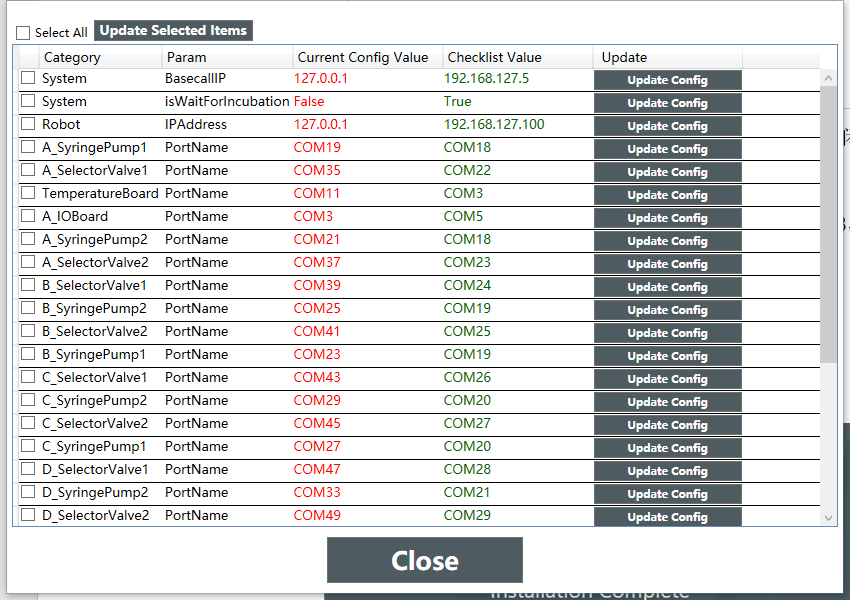 Select All Update Selected Items
Category Param Current Config Value Checklist Value Update
System BasecallIP 127.0.0.1 192.168.127.5 Update Config
System isWaitForIncubation False True Update Config
Robot IPAddress 127.0.0.1 192.168.127.100 Update Config
A_SyringePump1 PortName COM19 COM18 Update Config
A_SelectorValve1 PortName COM35 COM22 Update Config
TemperatureBoard PortName COM11 COM3 Update Config
A_IOBoard PortName COM3 COM5 Update Config
A_SyringePump2 PortName COM21 COM18 Update Config
A_SelectorValve2 PortName COM37 COM23 Update Config
B_SelectorValve1 PortName COM39 COM24 Update Config
B_SyringePump2 PortName COM25 COM19 Update Config
B_SelectorValve2 PortName COM41 COM25 Update Config
B_SyringePump1 PortName COM23 COM19 Update Config
C_SelectorValve1 PortName COM43 COM26 Update Config
C_SyringePump2 PortName COM29 COM20 Update Config
C_SelectorValve2 PortName COM45 COM27 Update Config
C_SyringePump1 PortName COM27 COM20 Update Config
D_SelectorValve1 PortName COM47 COM28 Update Config
D_SyringePump2 PortName COM33 COM21 Update Config
D_SelectorValve2 PortName COM49 COM29 Update Config
Close
Installation Complete